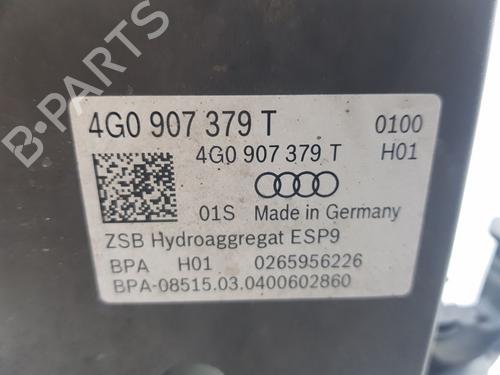 B-PARTS
4G0 907 379 T 0100
4G0 907 379 T H01
01S Made in Germany
ZSB Hydroaggregat ESP9
BPA H01 0265956226
BPA-08515.03.0400602860